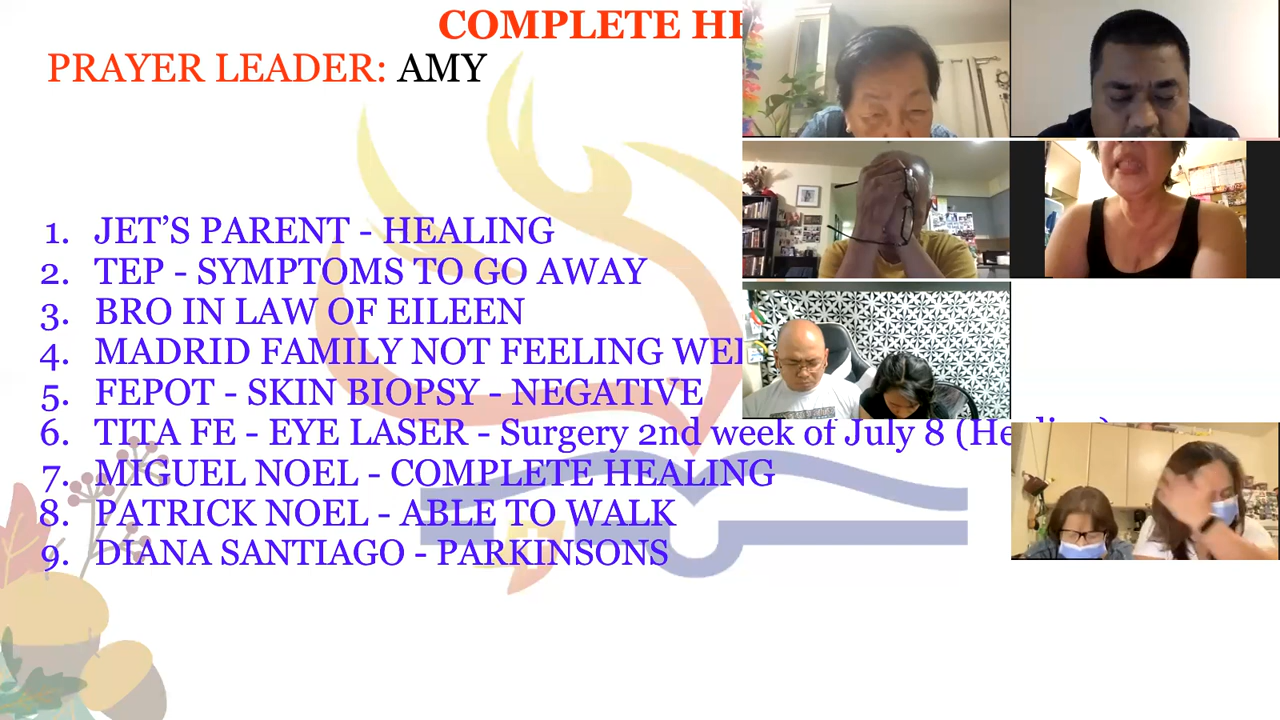 COMPLETE
PRAYER LEADER: AMY
1. JET’S PARENT - HEALING
2. TEP - SYMPTOMS TO GO AWAY
3. BRO IN LAW OF EILEEN
4. MADRID FAMILY NOT FEELING
5. FEPOT - SKIN BIOPSY - NEGATIVE
6. TITA FE - EYE LASER - Surgery 2nd week of July 8
7. MIGUEL NOEL - COMPLETE HEALING
8. PATRICK NOEL - ABLE TO WALK
9. DIANA SANTIAGO - PARKINSONS